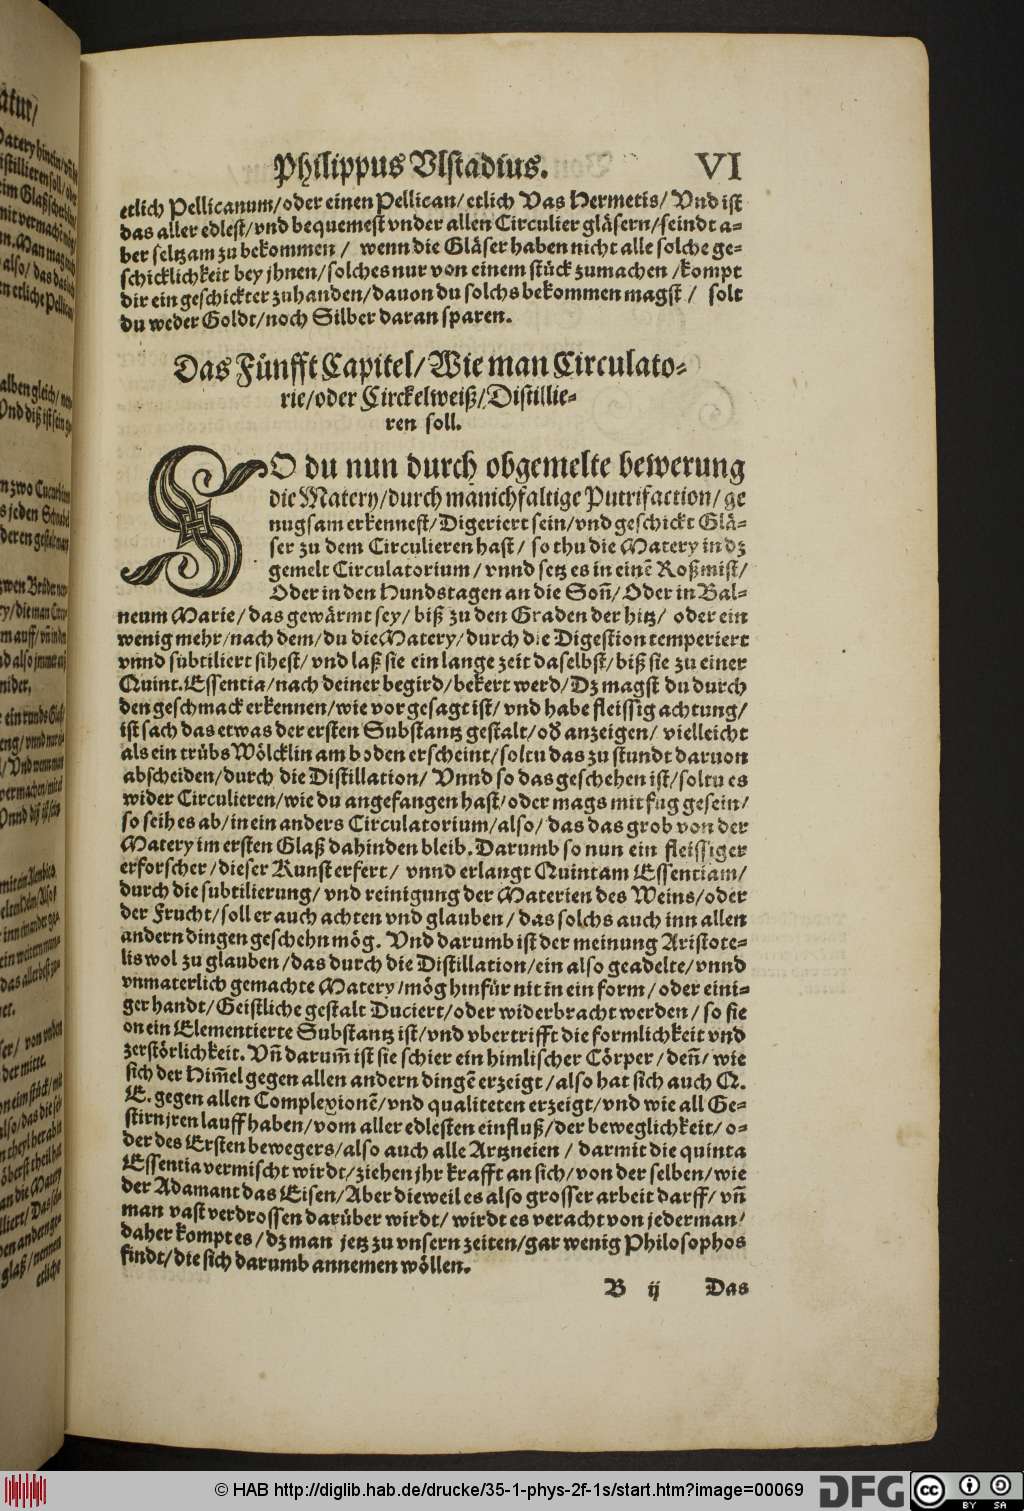 Philippus Ulstadius. VI
etlich Pellicanum/oder einen Pellican/etlich Vas Hermetis/ Und ist
das aller edlest/vnd bequemest vnder allen Circulier gläsern/seindt a-
ber seltzam zu bekommen / wenn die Gläser haben nicht alle solche ge-
schicklichkeit bey jhnen/solches nur von einem stück zumachen /kompt
dir ein geschickter zuhanden/dauon du solchs bekommen magst / solt
du weder Goldt/noch Silber daran sparen.
Das Fünfft Capitel/Wie man Circulato-
rie/oder Circkelweiß/Distillie-
ren soll.
SO du nun durch obgemelte bewerung
die Matery/durch manichfaltige Putrifaction/ ge
nugsam erkennest/Digeriert sein/vnd geschickt Glä-
ser zu dem Circulieren hast/ so thu die Matery in dz
gemelt Circulatorium/ vnnd setz es in einē Roßmist/
Oder in den Hundstagen an die Soñ/Oder in Bal-
neum Marie/das gewärmt sey/ biß zu den Graden der hitz/ oder ein
wenig mehr/nach dem/du die Matery/durch die Digestion temperiert
vnnd subtiliert sihest/ vnd laß sie ein lange zeit daselbst/biß sie zu einer
Quint.Essentia/nach deiner begird/bekert werd/Dz magst du durch
den geschmack erkennen/wie vor gesagt ist/ vnd habe fleissig achtung/
ist sach das etwas der ersten Substantz gestalt/oď anzeigen/ vielleicht
als ein trübs Wölcklin am boden erscheint/soltu das zu stundt daruon
abscheiden/durch die Distillation/ Vnnd so das geschehen ist/soltu es
wider Circulieren/wie du angefangen hast/oder mags mit fug gesein/
so seih es ab/in ein anders Circulatorium/also/ das das grob von der
Matery im ersten Glaß dahinden bleib. Darumb so nun ein fleissiger
erforscher/dieser Kunst erfert/ vnnd erlangt Quintam Essentiam/
durch die subtilierung/ vnd reinigung der Materien des Weins/oder
der Frucht/soll er auch achten vnd glauben/ das solchs auch inn allen
andern dingen geschehn mög. Vnd darumb ist der meinung Aristote-
lis wol zu glauben/das durch die Distillation/ein also geadelte/vnnd
vnmaterlich gemachte Matery/mög hinfür nit in ein form/ oder eini-
ger handt/Geistliche gestalt Duciert/oder widerbracht werden/ so sie
on ein Elementierte Substantz ist/vnd vbertrifft die formlichkeit vnd
zerstörlichkeit. Vñ darum̃ ist sie schier ein himlischer Cörper/ deñ/ wie
sich der Him̃el gegen allen andern dingē erzeigt/also hat sich auch Q.
E. gegen allen Complexionē/vnd qualiteten erzeigt/vnd wie all Ge-
stirn jren lauff haben/vom aller edlesten einfluß/der beweglichkeit/ o-
der des Ersten bewegers/also auch alle Artzneien / darmit die quinta
Essentia vermischt wirdt/ziehen jhr krafft an sich/von der selben/wie
der Adamant das Eisen/Aber dieweil es also grosser arbeit darff/ vñ
man vast verdrossen darüber wirdt/ wirdt es veracht von jederman/
daher kompt es/dz man jetz zu vnsern zeiten/gar wenig Philosophos
findt/die sich darumb annemen wöllen.
B ij Das
© HAB http://diglib.hab.de/drucke/35-1-phys-2f-1s/start.htm?image=00069
DFG
cc BY SA